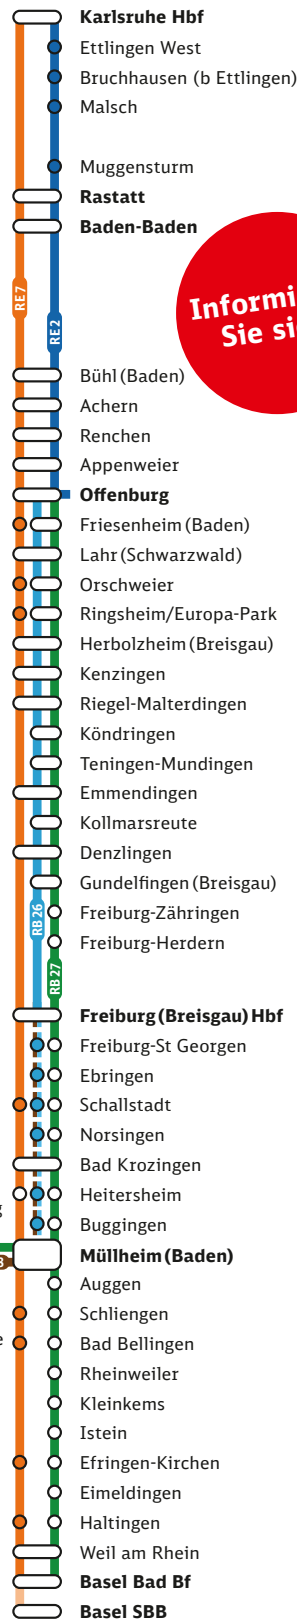 Karlsruhe Hbf
Ettlingen West
Bruchhausen (b Ettlingen)
Malsch
Muggensturm
Rastatt
Baden-Baden
RE 7
RE 2
Informi
Sie si
Bühl (Baden)
Achern
Renchen
Appenweier
Offenburg
Friesenheim (Baden)
Lahr (Schwarzwald)
Orschweier
Ringsheim/Europa-Park
Herbolzheim (Breisgau)
Kenzingen
Riegel-Malterdingen
Köndringen
Teningen-Mundingen
Emmendingen
Kollmarsreute
Denzlingen
Gundelfingen (Breisgau)
RB 26
Freiburg-Zähringen
Freiburg-Herdern
RB 27
Freiburg (Breisgau) Hbf
Freiburg-St Georgen
Ebringen
Schallstadt
Norsingen
Bad Krozingen
Heitersheim
g
Buggingen
Müllheim (Baden)
3
Auggen
Schliengen
e
Bad Bellingen
Rheinweiler
Kleinkems
Istein
Efringen-Kirchen
Eimeldingen
Haltingen
Weil am Rhein
Basel Bad Bf
Basel SBB